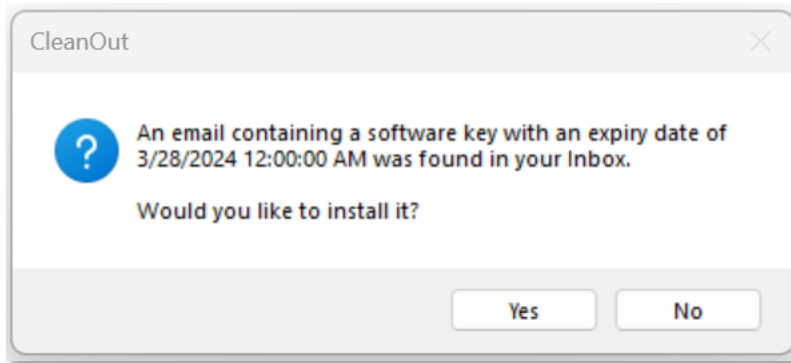 CleanOut
An email containing a software key with an expiry date of
3/28/2024 12:00:00 AM was found in your Inbox.
Would you like to install it?
Yes
No